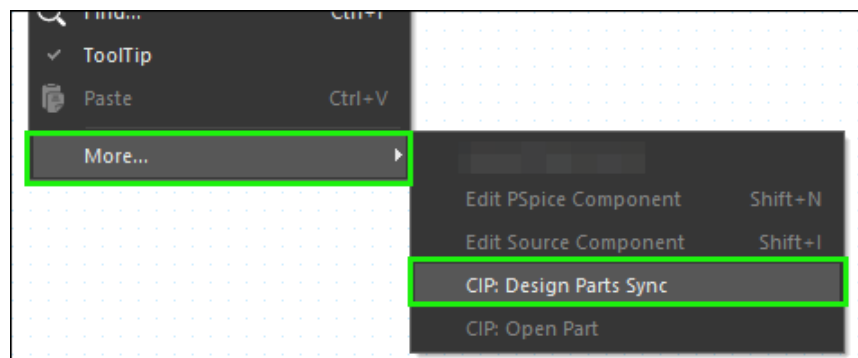 ToolTip
Paste Ctrl+V
More...
Edit PSpice Component Shift+N
Edit Source Component Shift+I
CIP: Design Parts Sync
CIP: Open Part